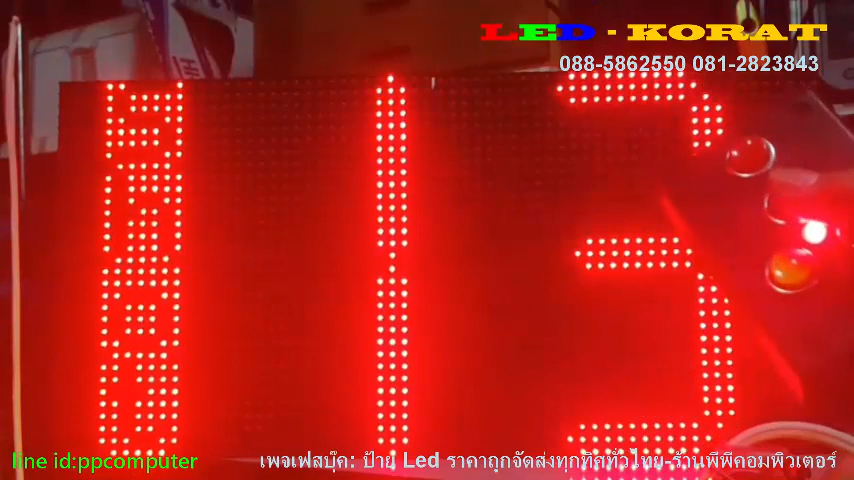 LED - KORAT
088-5862550 081-2823843
13
line id:ppcomputer
เพจเฟสบุ๊ค: ป้าย Led ราคาถูกจัดส่งทุกทิศทั่วไทย-ร้านพีพีคอมพิวเตอร์